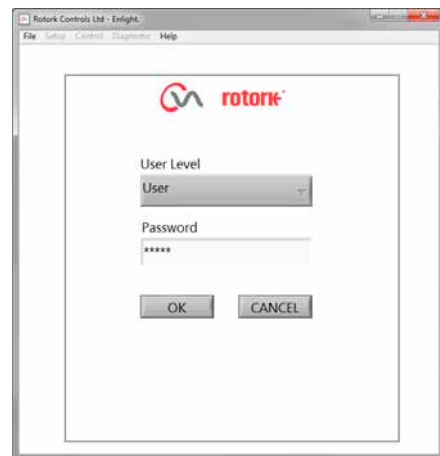 Rotork Controls Ltd - Enlight.
File Setup Control Diagnostic Help
rotork
User Level
User
Password
*****
OK CANCEL